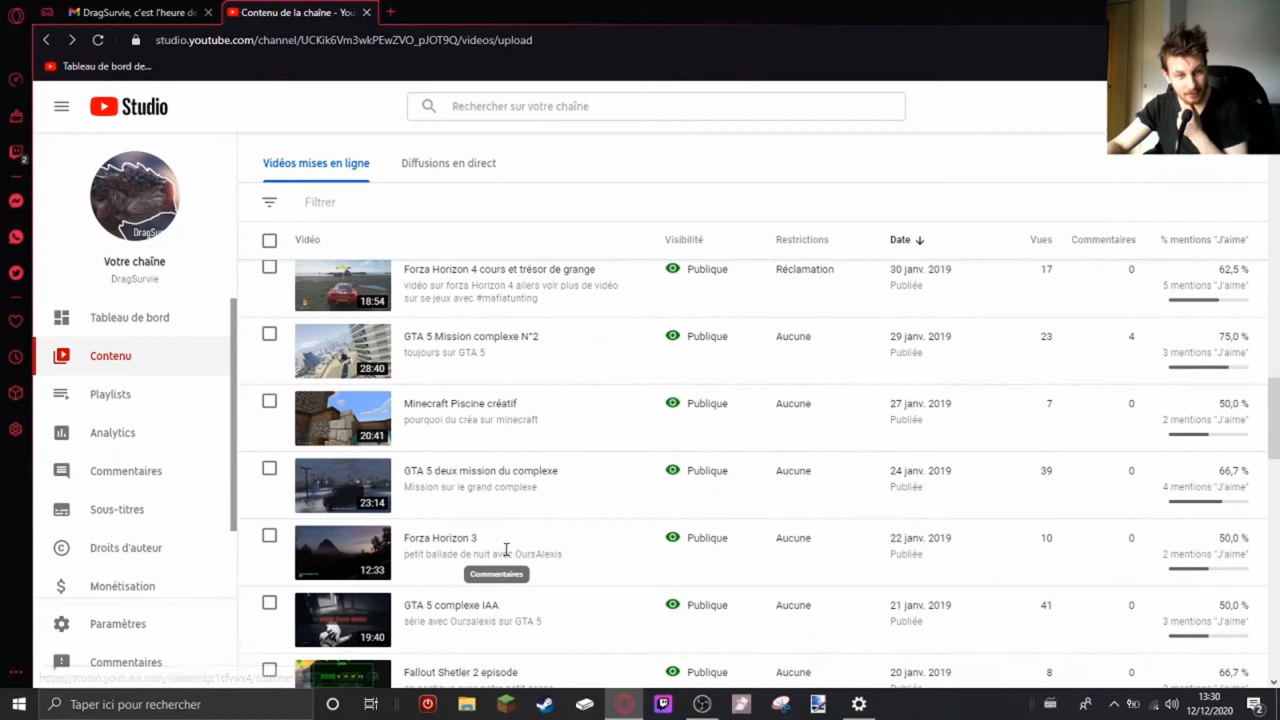 DragSurvie, c'est l'heure de
Contenu de la chaîne - You
studio.youtube.com/channel/UCKik6Vm3wkPEwZVO_pJOT9Q/videos/upload
Tableau de bord de...
Studio
Rechercher sur votre chaîne
Vidéos mises en ligne
Diffusions en direct
Filtrer
Vidéo Visibilité Restrictions Date Vues Commentaires % mentions "J'aime"
DragSur
Votre chaîne
DragSurvie
Tableau de bord
Contenu
Playlists
Analytics
Commentaires
Sous-titres
Droits d'auteur
Monétisation
Paramètres
Commentaires
2
18:54
Forza Horizon 4 cours et trésor de grange Publique Réclamation 30 janv. 2019 17 0 62,5 %
vidéo sur forza Horizon 4 allers voir plus de vidéo Publiée 5 mentions "J'aime"
sur se jeux avec #mafiatunting
28:40
GTA 5 Mission complexe N°2 Publique Aucune 29 janv. 2019 23 4 75,0 %
toujours sur GTA 5 Publiée 3 mentions "J'aime"
20:41
Minecraft Piscine créatif Publique Aucune 27 janv. 2019 7 0 50,0 %
pourquoi du créa sur minecraft Publiée 2 mentions "J'aime"
23:14
GTA 5 deux mission du complexe Publique Aucune 24 janv. 2019 39 0 66,7 %
Mission sur le grand complexe Publiée 4 mentions "J'aime"
12:33
Forza Horizon 3 Publique Aucune 22 janv. 2019 10 0 50,0 %
petit ballade de nuit avec OursAlexis Publiée 2 mentions "J'aime"
Commentaires
19:40
GTA 5 complexe IAA Publique Aucune 21 janv. 2019 41 0 50,0 %
série avec Oursalexis sur GTA 5 Publiée 3 mentions "J'aime"
Fallout Shetler 2 episode Publique Aucune 20 janv. 2019 6 0 66,7 %
Taper ici pour rechercher
13:30
12/12/2020
2